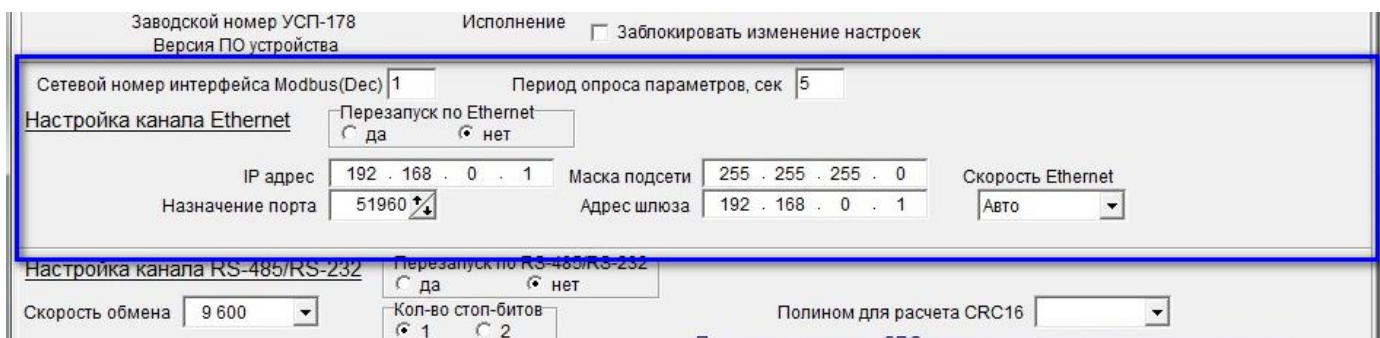 Заводской номер УСП-178 Исполнение
Заблокировать изменение настроек
Версия ПО устройства
Сетевой номер интерфейса Modbus(Dec) 1 Период опроса параметров, сек 5
Настройка канала Ethernet Перезапуск по Ethernet
да нет
IP адрес 192 . 168 . 0 . 1 Маска подсети 255 . 255 . 255 . 0 Скорость Ethernet
Назначение порта 51960 Адрес шлюза 192 . 168 . 0 . 1 Авто
Настройка канала RS-485/RS-232 Перезапуск по RS-485/RS-232
да нет
Скорость обмена 9 600 Кол-во стоп-битов Полином для расчета CRC16
1 2